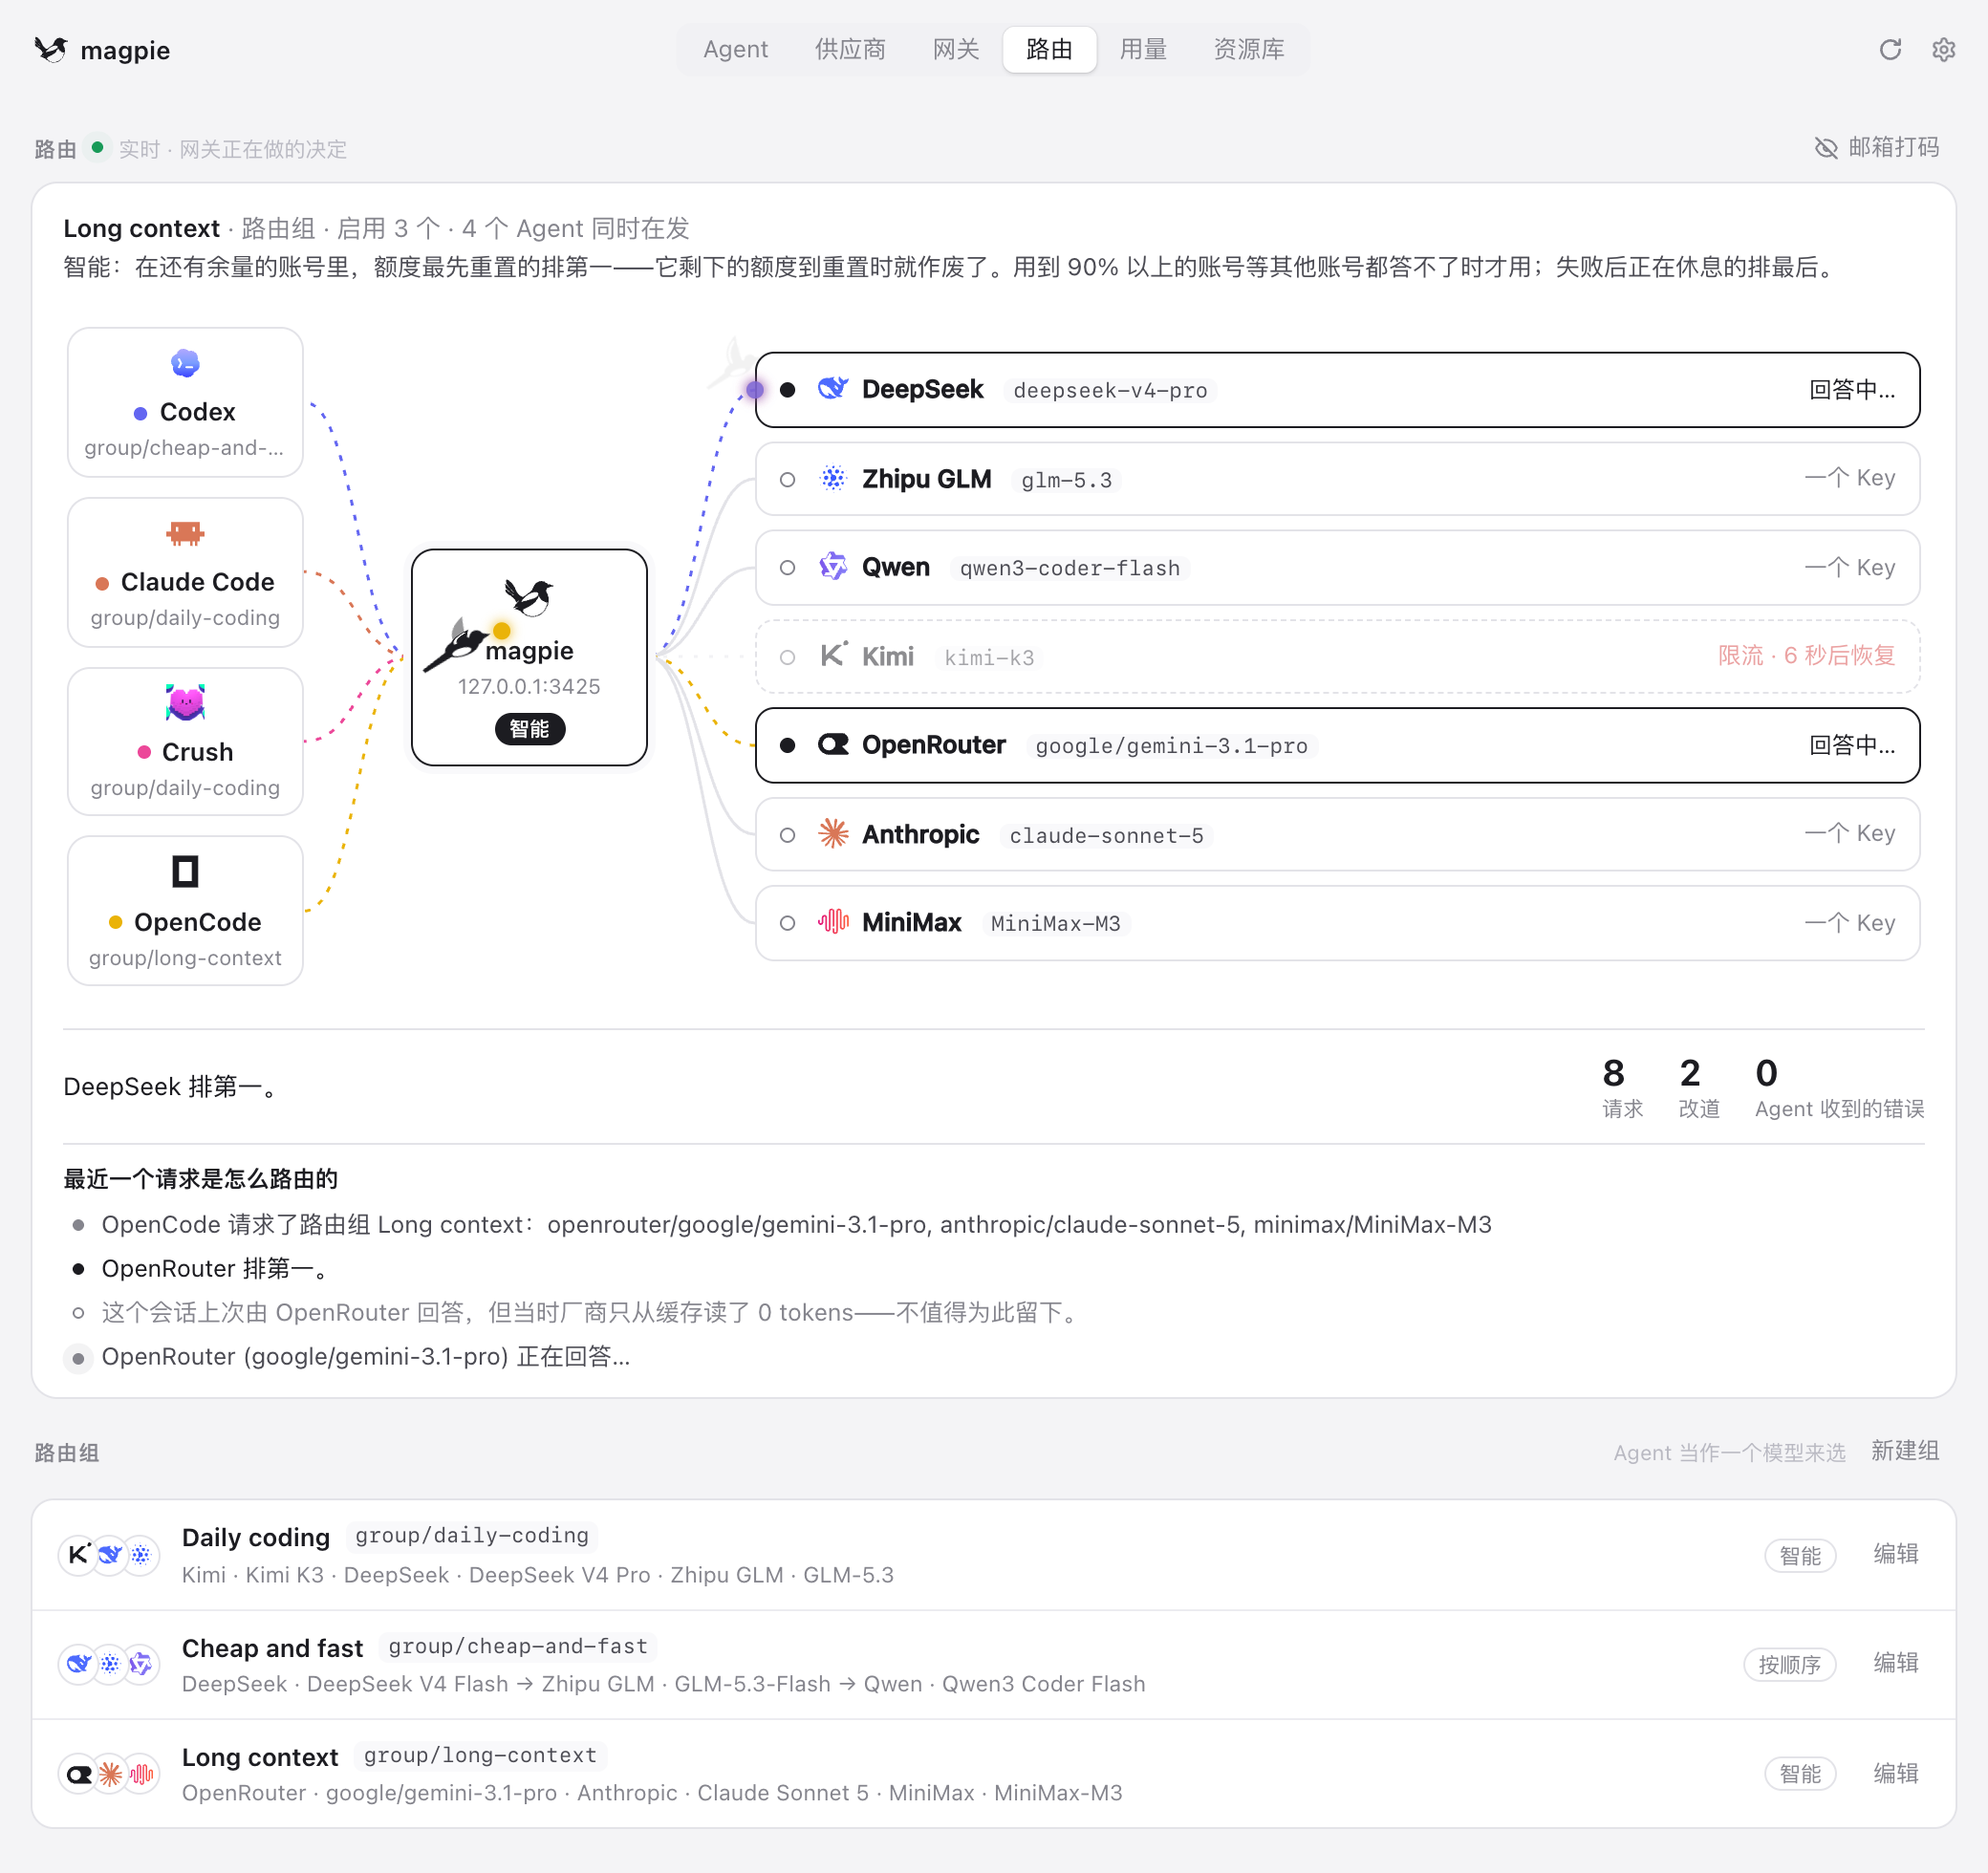 magpie
Agent 供应商 网关 路由 用量 资源库
路由 实时 · 网关正在做的决定 邮箱打码
Long context · 路由组 · 启用 3 个 · 4 个 Agent 同时在发
智能：在还有余量的账号里，额度最先重置的排第一——它剩下的额度到重置时就作废了。用到 90% 以上的账号等其他账号都答不了时才用；失败后正在休息的排最后。
Codex
group/cheap-and-...
Claude Code
group/daily-coding
Crush
group/daily-coding
OpenCode
group/long-context
magpie
127.0.0.1:3425
智能
DeepSeek deepseek-v4-pro 回答中...
Zhipu GLM glm-5.3 一个 Key
Qwen qwen3-coder-flash 一个 Key
Kimi kimi-k3 限流 · 6 秒后恢复
OpenRouter google/gemini-3.1-pro 回答中...
Anthropic claude-sonnet-5 一个 Key
MiniMax MiniMax-M3 一个 Key
DeepSeek 排第一。
8 2 0
请求 改道 Agent 收到的错误
最近一个请求是怎么路由的
OpenCode 请求了路由组 Long context：openrouter/google/gemini-3.1-pro, anthropic/claude-sonnet-5, minimax/MiniMax-M3
OpenRouter 排第一。
这个会话上次由 OpenRouter 回答，但当时厂商只从缓存读了 0 tokens——不值得为此留下。
OpenRouter (google/gemini-3.1-pro) 正在回答...
路由组 Agent 当作一个模型来选 新建组
Daily coding group/daily-coding
Kimi · Kimi K3 · DeepSeek · DeepSeek V4 Pro · Zhipu GLM · GLM-5.3
智能 编辑
Cheap and fast group/cheap-and-fast
DeepSeek · DeepSeek V4 Flash → Zhipu GLM · GLM-5.3-Flash → Qwen · Qwen3 Coder Flash
按顺序 编辑
Long context group/long-context
OpenRouter · google/gemini-3.1-pro · Anthropic · Claude Sonnet 5 · MiniMax · MiniMax-M3
智能 编辑